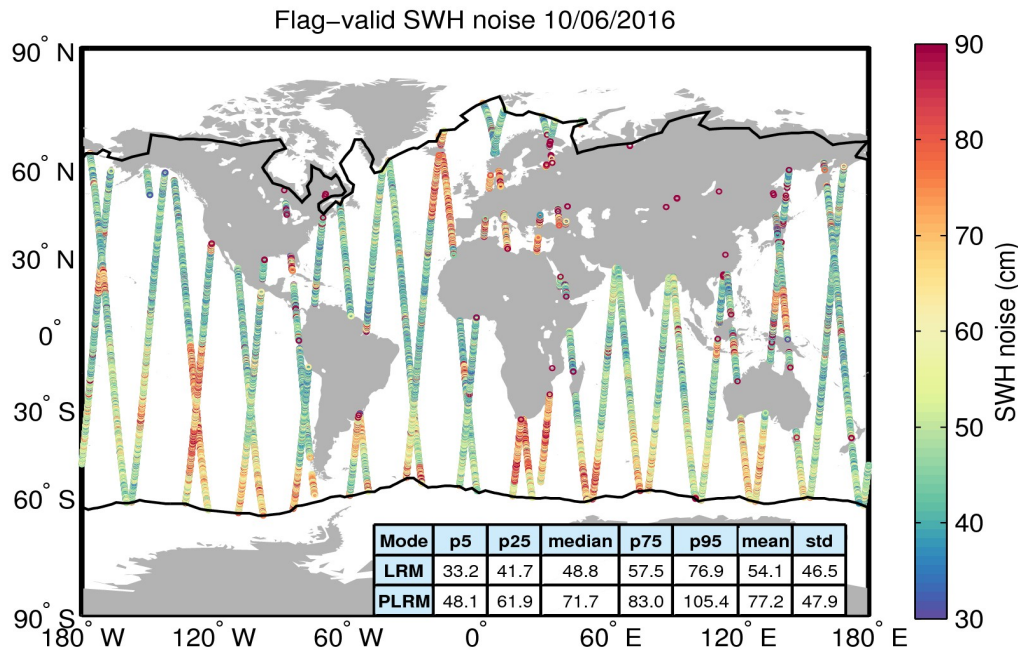 Flag−valid SWH noise 10/06/2016
90° N
60° N
30° N
0°
30° S
60° S
90° S
180° W
120° W
60° W
0°
60° E
120° E
180° E
Mode p5 p25 median p75 p95 mean std
LRM 33.2 41.7 48.8 57.5 76.9 54.1 46.5
PLRM 48.1 61.9 71.7 83.0 105.4 77.2 47.9
90
80
70
60
50
40
30
SWH noise (cm)